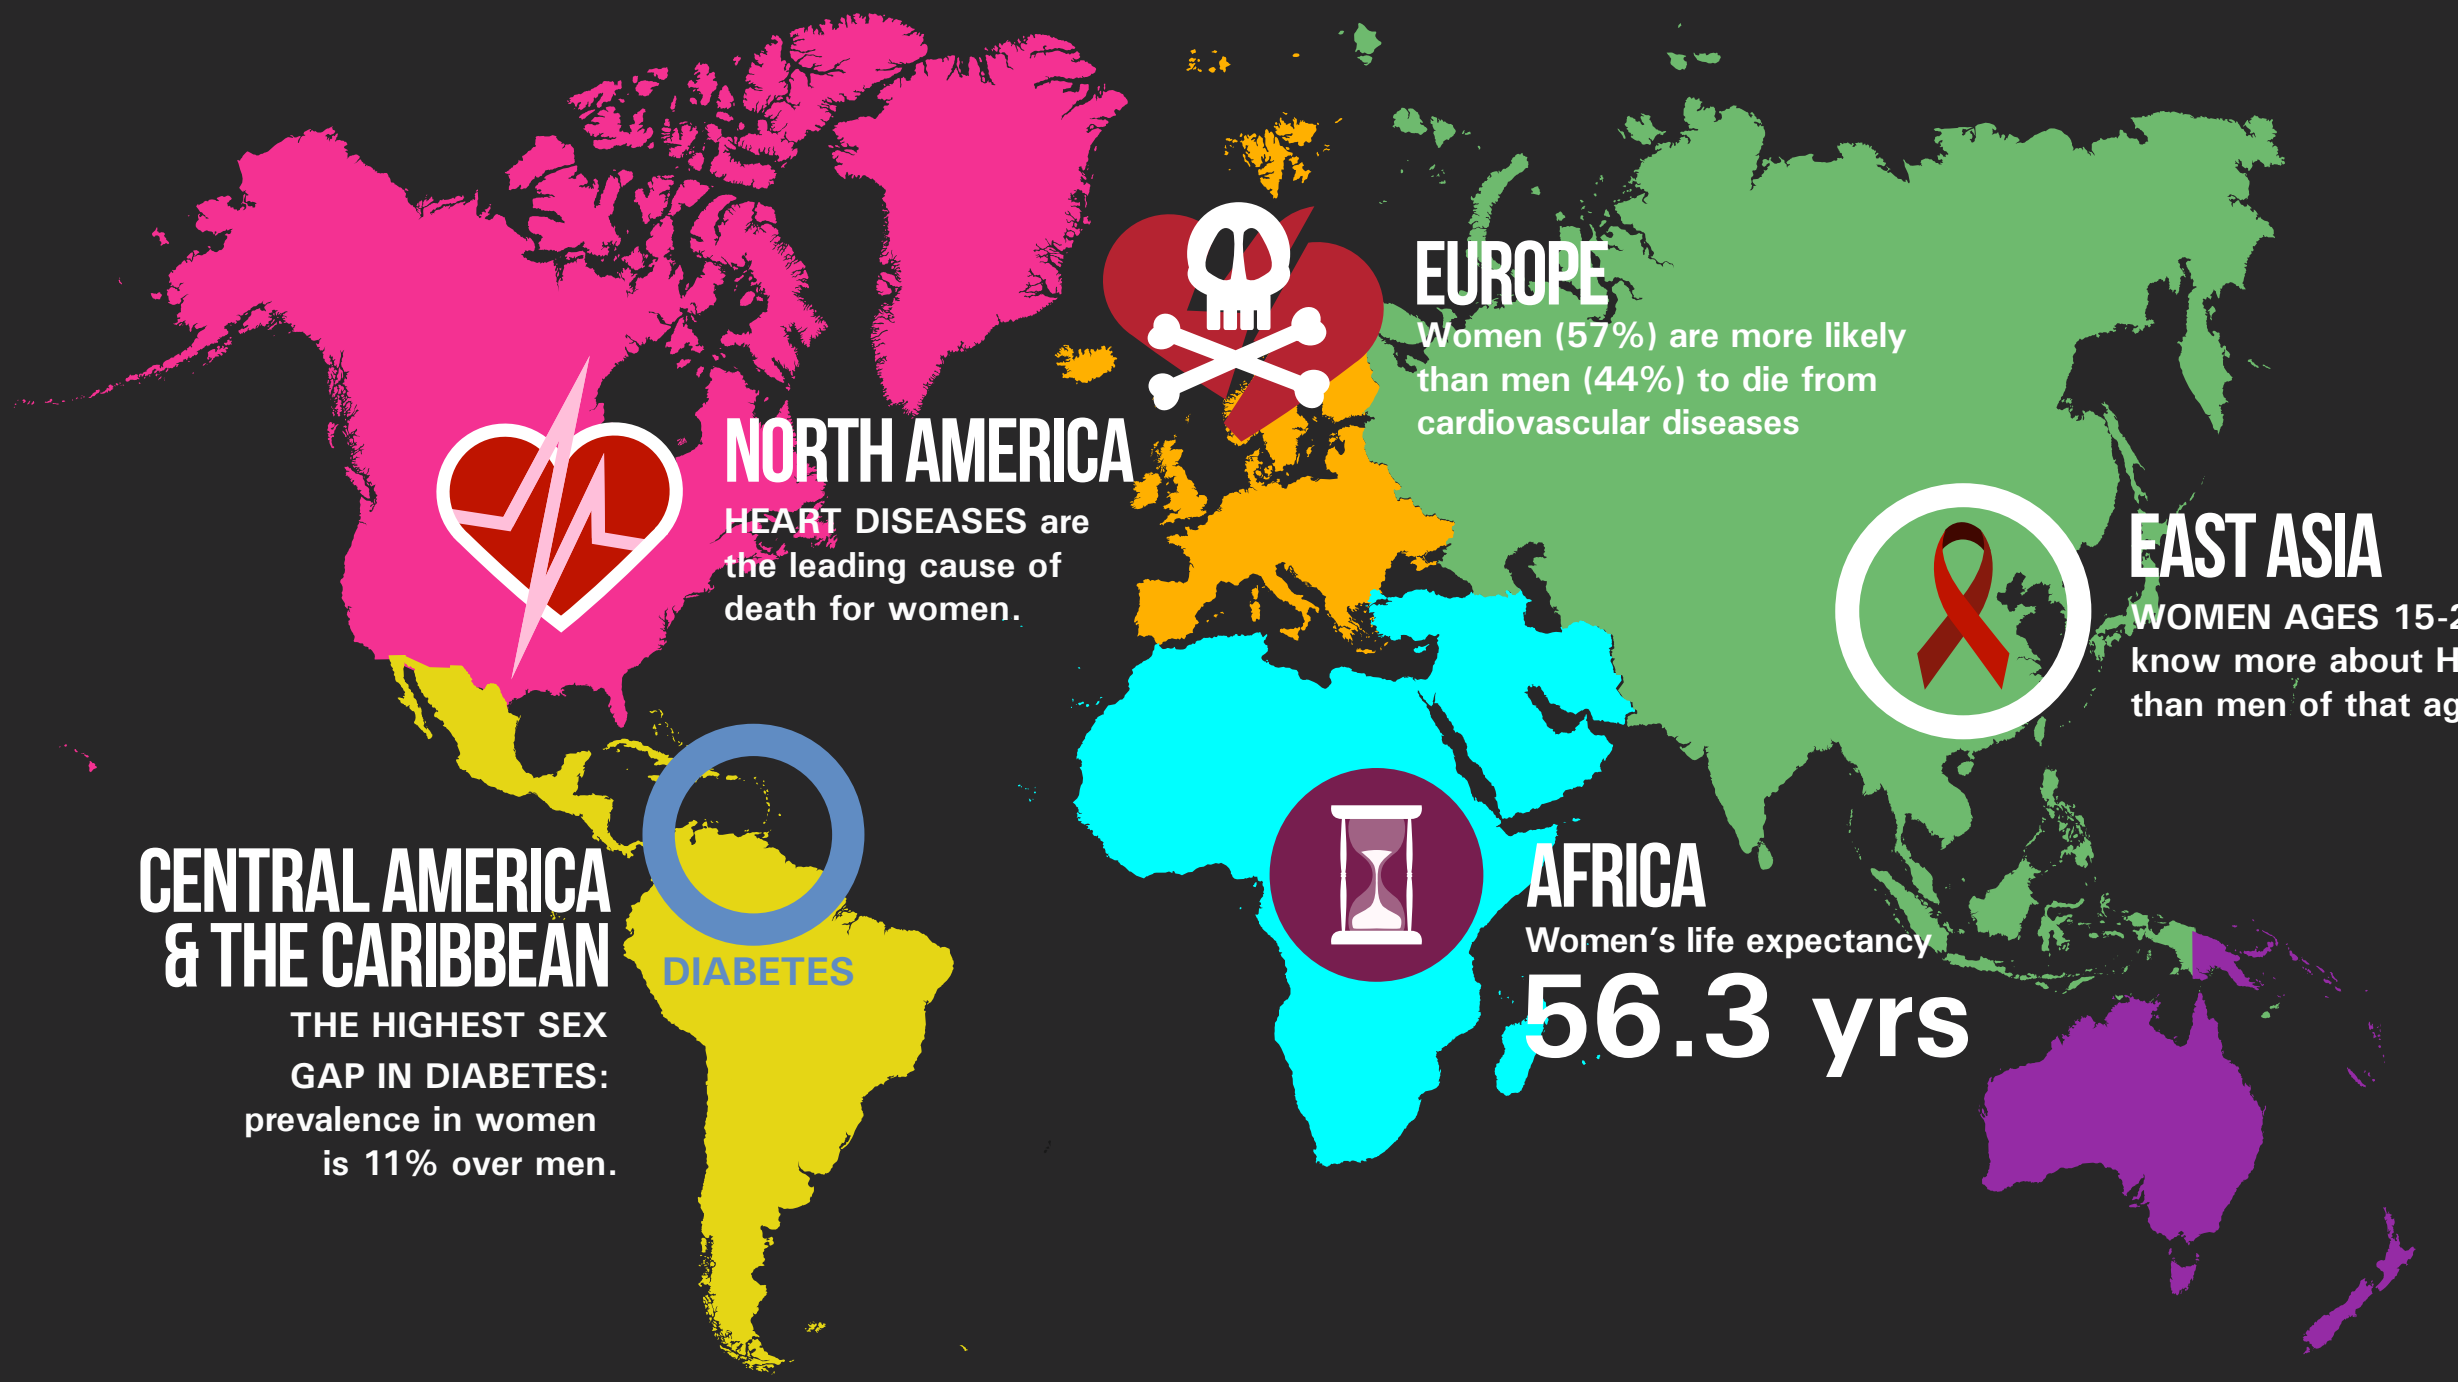 EUROPE
Women (57%) are more likely
than men (44%) to die from
cardiovascular diseases
NORTH AMERICA
HEART DISEASES are
the leading cause of
death for women.
EAST ASIA
WOMEN AGES
know more about
than men of that
CENTRAL AMERICA
& THE CARIBBEAN
THE HIGHEST SEX
GAP IN DIABETES:
prevalence in women
is 11% over men.
DIABETES
AFRICA
Women’s life expectancy
56.3 yrs